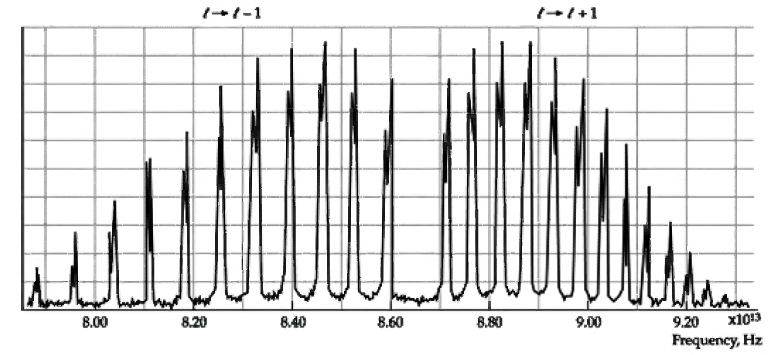 ℓ → ℓ – 1 ℓ → ℓ + 1
8.00 8.20 8.40 8.60 8.80 9.00 9.20 x10¹³
Frequency, Hz